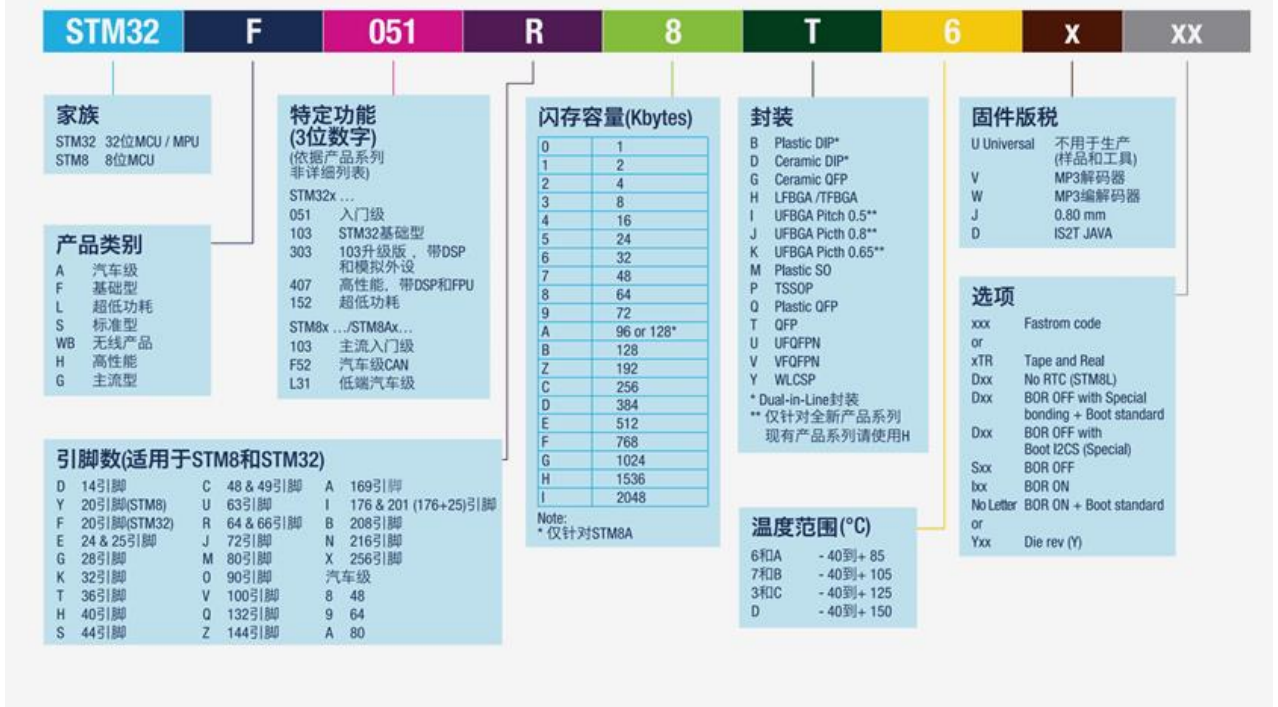 STM32 F 051 R 8 T 6 x xx
家族
STM32 32位MCU / MPU
STM8 8位MCU
产品类别
A 汽车级
F 基础型
L 超低功耗
S 标准型
WB 无线产品
H 高性能
G 主流型
特定功能
(3位数字)
(依据产品系列
非详细列表)
STM32x ...
051 入门级
103 STM32基础型
303 103升级版，带DSP
和模拟外设
407 高性能，带DSP和FPU
152 超低功耗
STM8x .../STM8Ax...
103 主流入门级
F52 汽车级CAN
L31 低端汽车级
引脚数(适用于STM8和STM32)
D 14引脚 C 48 & 49引脚 A 169引脚
Y 20引脚(STM8) U 63引脚 I 176 & 201 (176+25)引脚
F 20引脚(STM32) R 64 & 66引脚 B 208引脚
E 24 & 25引脚 J 72引脚 N 216引脚
G 28引脚 M 80引脚 X 256引脚
K 32引脚 O 90引脚 汽车级
T 36引脚 V 100引脚 8 48
H 40引脚 Q 132引脚 9 64
S 44引脚 Z 144引脚 A 80
闪存容量(Kbytes)
0 1
1 2
2 4
3 8
4 16
5 24
6 32
7 48
8 64
9 72
A 96 or 128*
B 128
Z 192
C 256
D 384
E 512
F 768
G 1024
H 1536
I 2048
Note:
* 仅针对STM8A
封装
B Plastic DIP*
D Ceramic DIP*
G Ceramic QFP
H LFBGA /TFBGA
I UFBGA Pitch 0.5**
J UFBGA Picth 0.8**
K UFBGA Picth 0.65**
M Plastic SO
P TSSOP
Q Plastic QFP
T QFP
U UFQFPN
V VFQFPN
Y WLCSP
* Dual-in-Line封装
** 仅针对全新产品系列
现有产品系列请使用H
温度范围(°C)
6和A - 40到+ 85
7和B - 40到+ 105
3和C - 40到+ 125
D - 40到+ 150
固件版税
U Universal 不用于生产
(样品和工具)
V MP3解码器
W MP3编解码器
J 0.80 mm
D IS2T JAVA
选项
xxx Fastrom code
or
xTR Tape and Real
Dxx No RTC (STM8L)
Dxx BOR OFF with Special
bonding + Boot standard
Dxx BOR OFF with
Boot I2CS (Special)
Sxx BOR OFF
Ixx BOR ON
No Letter BOR ON + Boot standard
or
Yxx Die rev (Y)